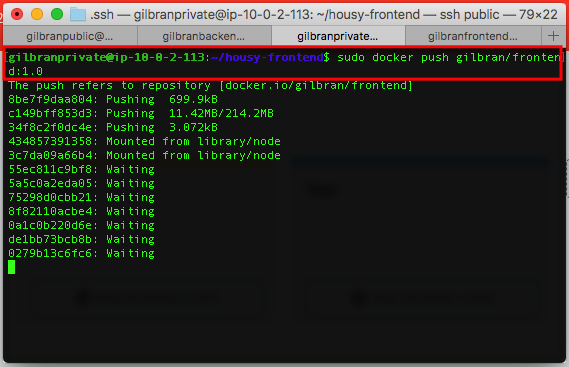 .ssh — gilbranprivate@ip-10-0-2-113: ~/housy-frontend — ssh public — 79×22
gilbranpublic@... gilbranbacken... gilbranprivate... gilbranfrontend...
gilbranprivate@ip-10-0-2-113:~/housy-frontend$ sudo docker push gilbran/fronten
d:1.0
The push refers to repository [docker.io/gilbran/frontend]
8be7f9daa804: Pushing  699.9kB
c149bff853d3: Pushing  11.42MB/214.2MB
34f8c2f0dc4e: Pushing  3.072kB
434857391358: Mounted from library/node
3c7da09a66b4: Mounted from library/node
55ec811c9bf8: Waiting
5a5c0a2eda05: Waiting
75298d0cbb21: Waiting
8f82110acbe4: Waiting
0a1c0b220d6e: Waiting
de1bb73bcb8b: Waiting
0279b13c6fc6: Waiting